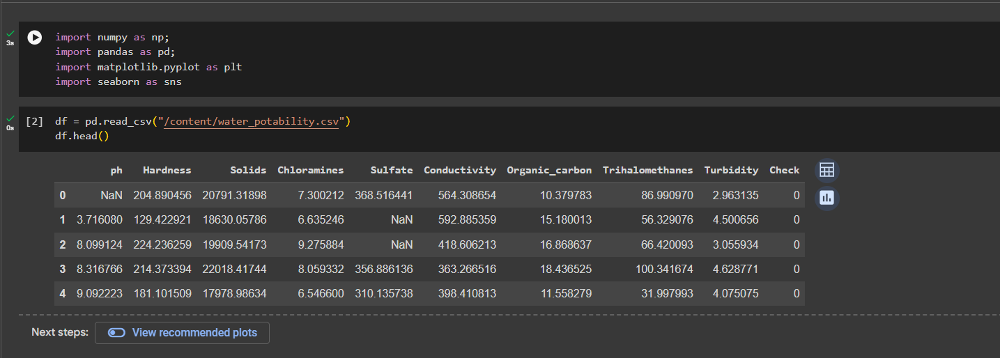 import numpy as np;
3s
import pandas as pd;
import matplotlib.pyplot as plt
import seaborn as sns
[2] df = pd.read_csv("/content/water_potability.csv")
0s
df.head()
ph Hardness Solids Chloramines Sulfate Conductivity Organic_carbon Trihalomethanes Turbidity Check
0 NaN 204.890456 20791.31898 7.300212 368.516441 564.308654 10.379783 86.990970 2.963135 0
1 3.716080 129.422921 18630.05786 6.635246 NaN 592.885359 15.180013 56.329076 4.500656 0
2 8.099124 224.236259 19909.54173 9.275884 NaN 418.606213 16.868637 66.420093 3.055934 0
3 8.316766 214.373394 22018.41744 8.059332 356.886136 363.266516 18.436525 100.341674 4.628771 0
4 9.092223 181.101509 17978.98634 6.546600 310.135738 398.410813 11.558279 31.997993 4.075075 0
Next steps: View recommended plots